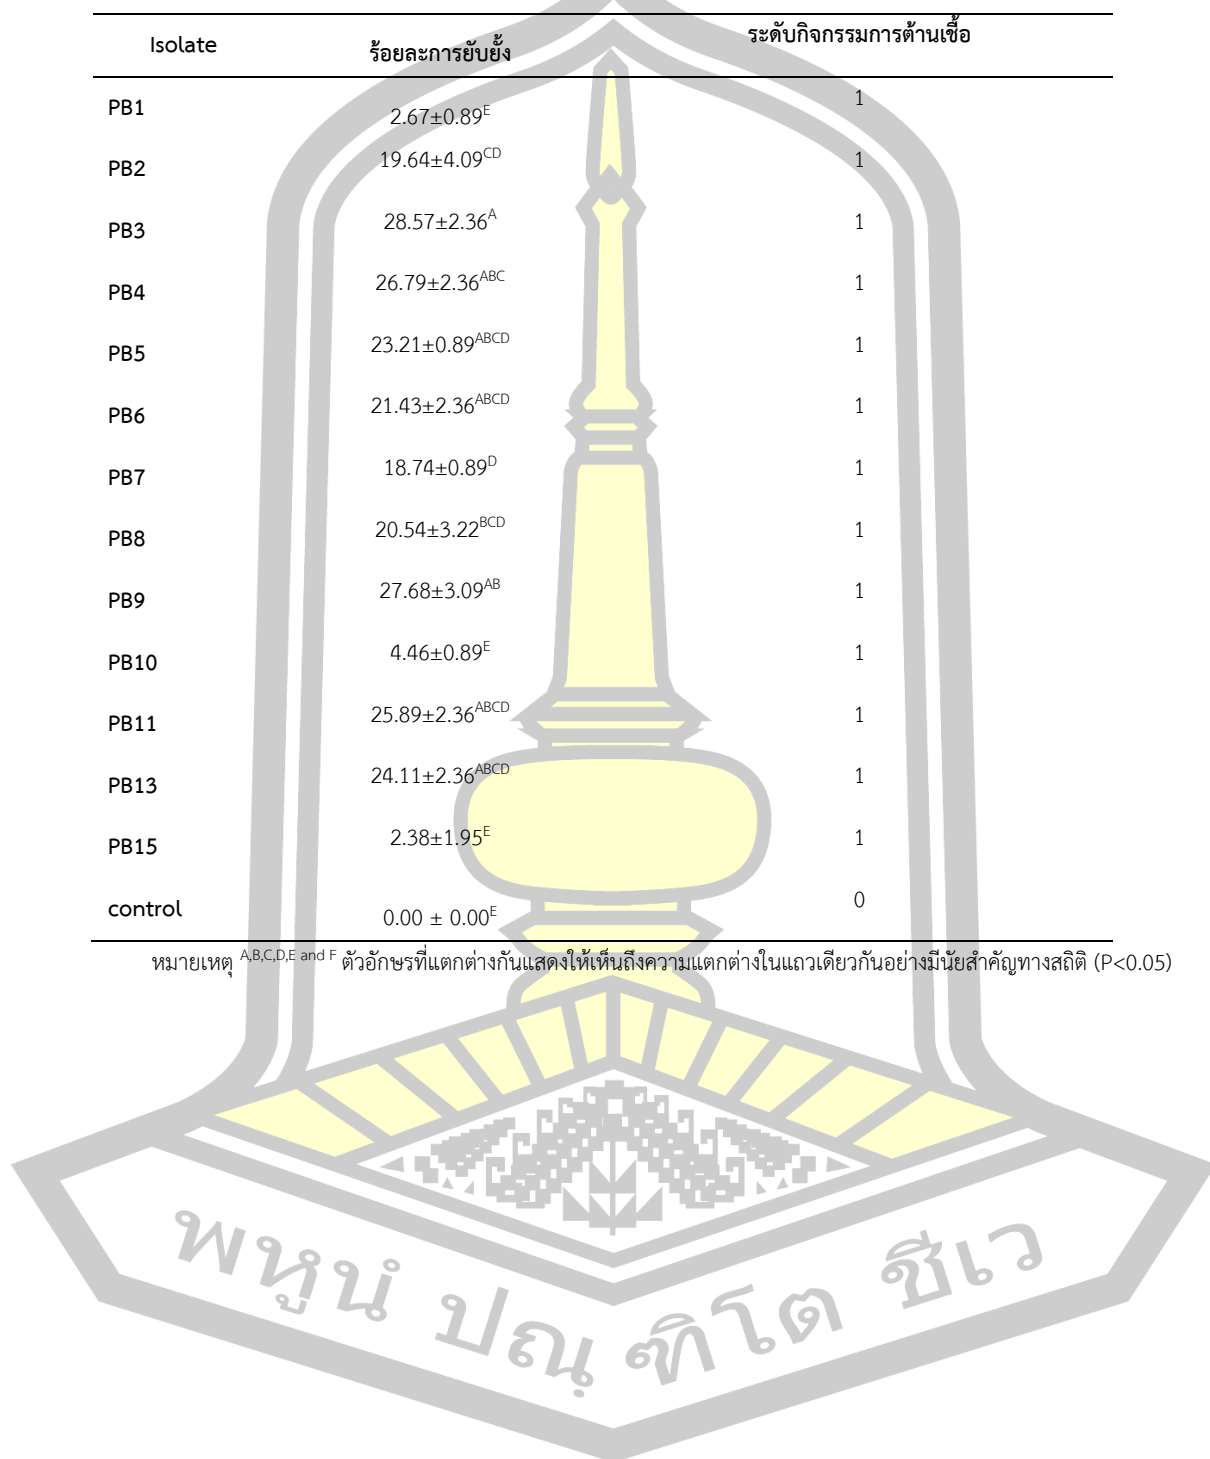 Isolate ร้อยละการยับยั้ง ระดับกิจกรรมการต้านเชื้อ
PB1 2.67±0.89E 1
PB2 19.64±4.09CD 1
PB3 28.57±2.36A 1
PB4 26.79±2.36ABC 1
PB5 23.21±0.89ABCD 1
PB6 21.43±2.36ABCD 1
PB7 18.74±0.89D 1
PB8 20.54±3.22BCD 1
PB9 27.68±3.09AB 1
PB10 4.46±0.89E 1
PB11 25.89±2.36ABCD 1
PB13 24.11±2.36ABCD 1
PB15 2.38±1.95E 1
control 0.00 ± 0.00E 0
หมายเหตุ A,B,C,D,E and F ตัวอักษรที่แตกต่างกันแสดงให้เห็นถึงความแตกต่างในแถวเดียวกันอย่างมีนัยสำคัญทางสถิติ (P<0.05)
พหูนํ ปณฺฑิโต ชีเว